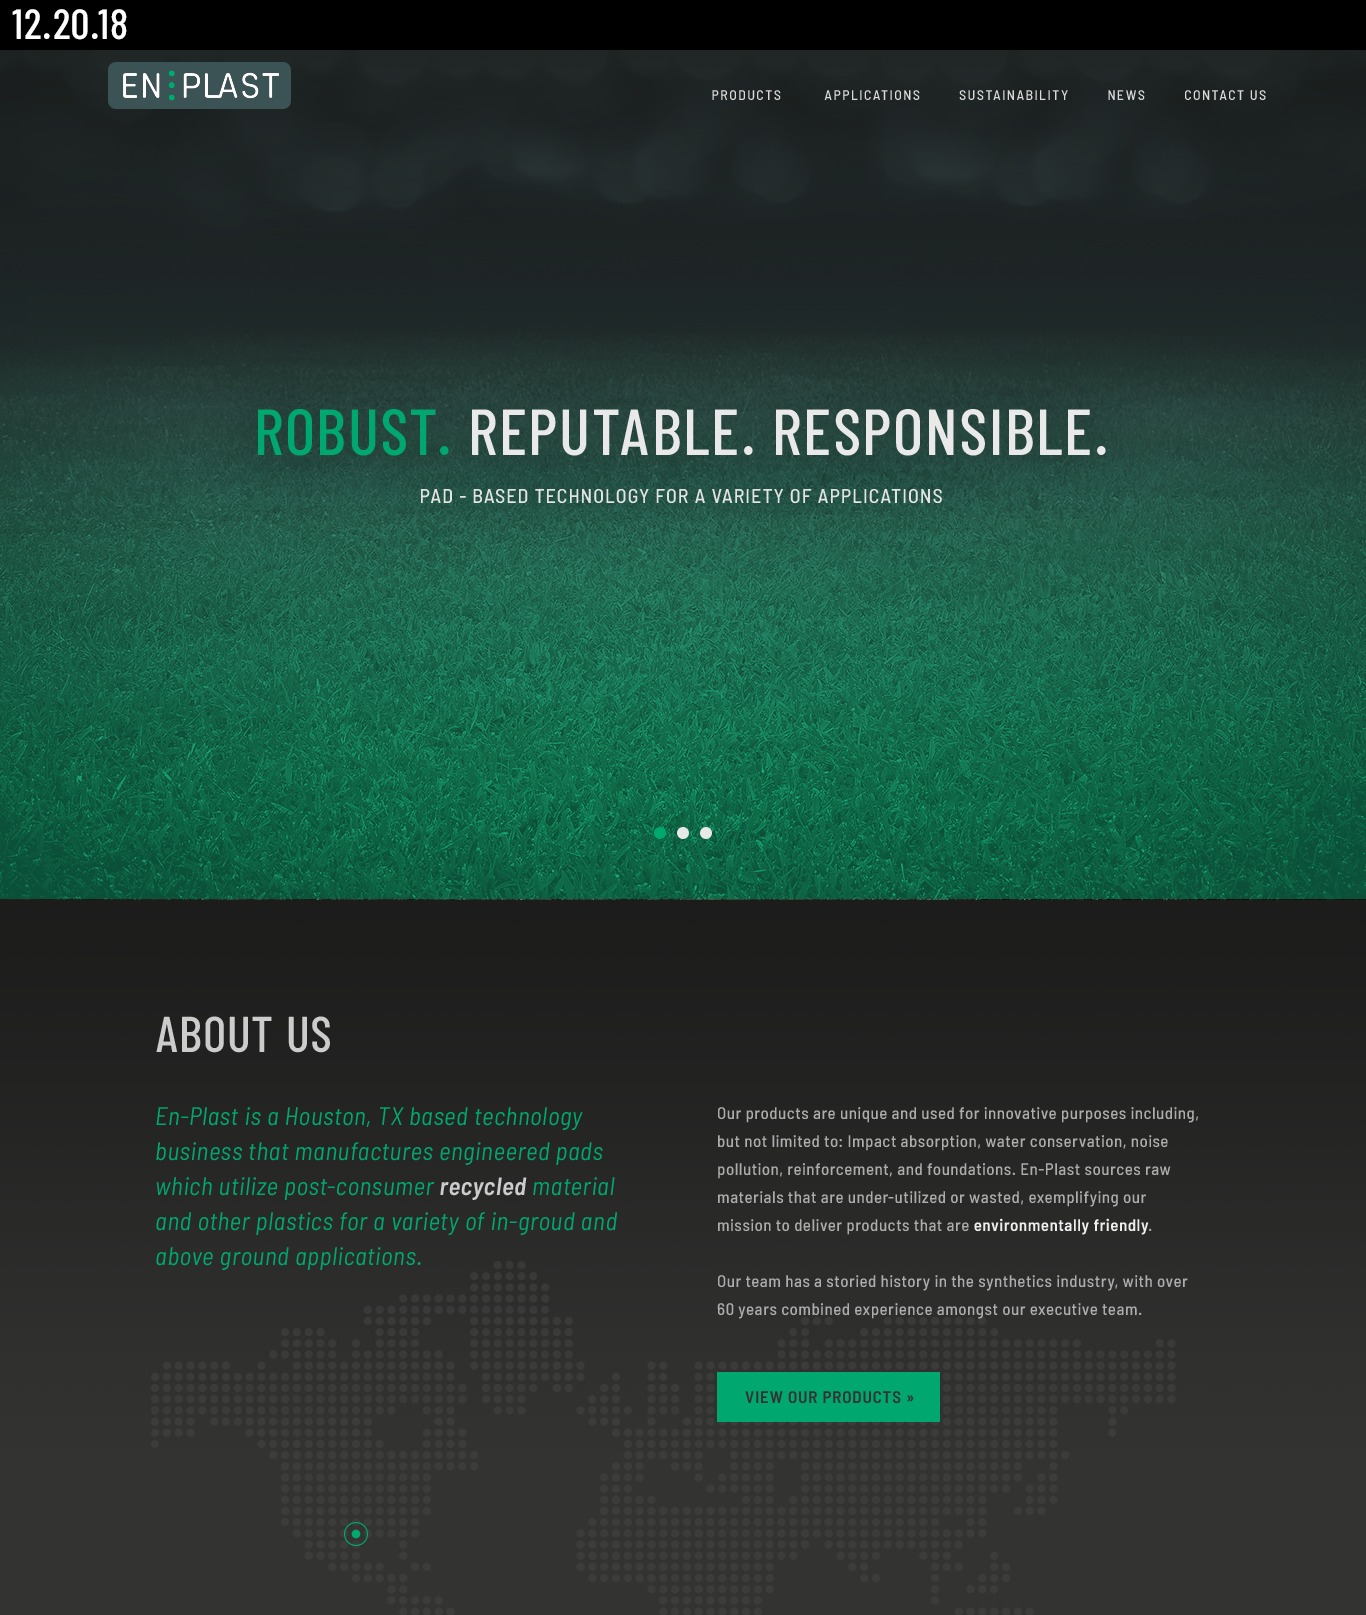 12.20.18
EN PLAST
PRODUCTS APPLICATIONS SUSTAINABILITY NEWS CONTACT US
ROBUST. REPUTABLE. RESPONSIBLE.
PAD - BASED TECHNOLOGY FOR A VARIETY OF APPLICATIONS
ABOUT US
En-Plast is a Houston, TX based technology
business that manufactures engineered pads
which utilize post-consumer recycled material
and other plastics for a variety of in-groud and
above ground applications.
Our products are unique and used for innovative purposes including,
but not limited to: Impact absorption, water conservation, noise
pollution, reinforcement, and foundations. En-Plast sources raw
materials that are under-utilized or wasted, exemplifying our
mission to deliver products that are environmentally friendly.
Our team has a storied history in the synthetics industry, with over
60 years combined experience amongst our executive team.
VIEW OUR PRODUCTS »